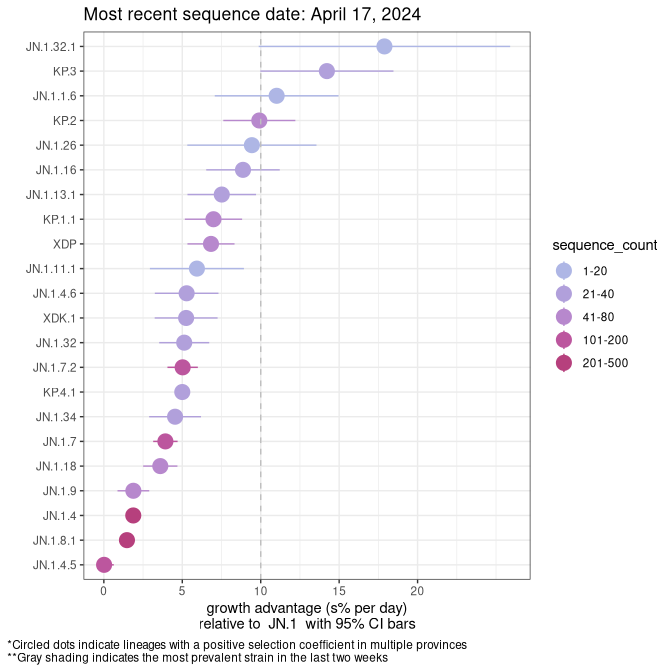 Most recent sequence date: April 17, 2024
JN.1.32.1
KP.3
JN.1.1.6
KP.2
JN.1.26
JN.1.16
JN.1.13.1
KP.1.1
XDP
JN.1.11.1
JN.1.4.6
XDK.1
JN.1.32
JN.1.7.2
KP.4.1
JN.1.34
JN.1.7
JN.1.18
JN.1.9
JN.1.4
JN.1.8.1
JN.1.4.5
0 5 10 15 20
growth advantage (s% per day)
relative to JN.1 with 95% CI bars
sequence_count
1-20
21-40
41-80
101-200
201-500
*Circled dots indicate lineages with a positive selection coefficient in multiple provinces
**Gray shading indicates the most prevalent strain in the last two weeks